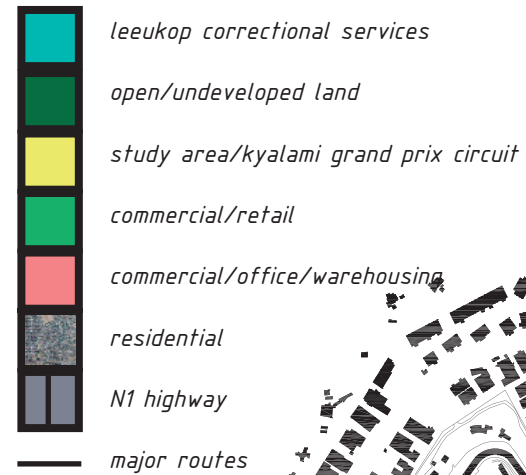 leeukop correctional services
open/undeveloped land
study area/kyalami grand prix circuit
commercial/retail
commercial/office/warehousing
residential
N1 highway
major routes